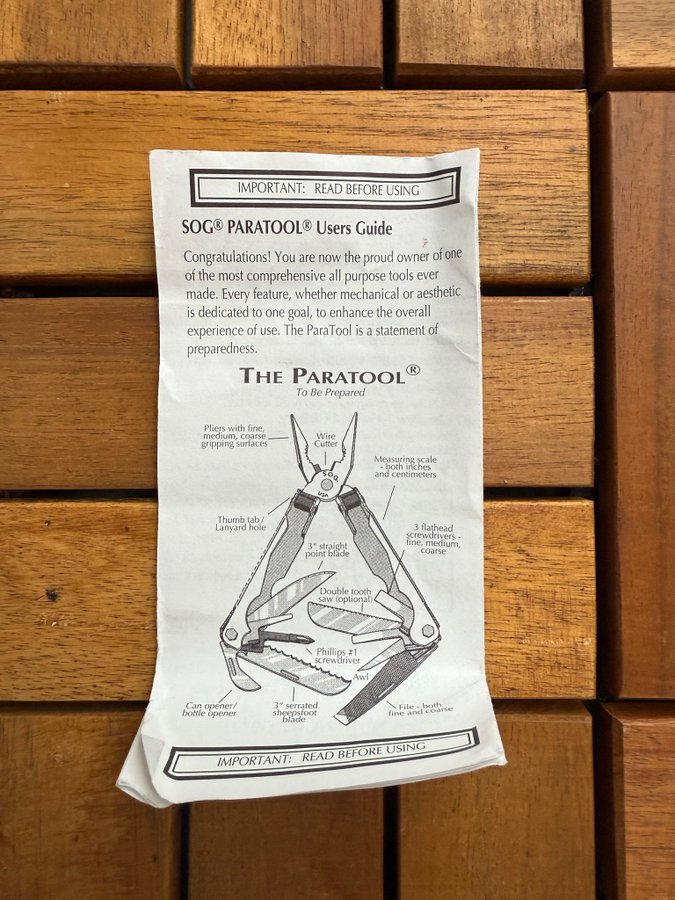 IMPORTANT: READ BEFORE USING
SOG® PARATOOL® Users Guide
Congratulations! You are now the proud owner of one
of the most comprehensive all purpose tools ever
made. Every feature, whether mechanical or aesthetic
is dedicated to one goal, to enhance the overall
experience of use. The ParaTool is a statement of
preparedness.
THE PARATOOL®
To Be Prepared
Pliers with fine,
medium, coarse
gripping surfaces
Wire
Cutter
Measuring scale
- both inches
and centimeters
SOG
USA
Thumb tab/
Lanyard hole
3 flathead
screwdrivers -
fine, medium,
coarse
3" straight
point blade
Double tooth
saw (optional)
Phillips #1
screwdriver
Awl
Can opener/
bottle opener
3" serrated
sheepsfoot
blade
File - both
fine and coarse
IMPORTANT: READ BEFORE USING